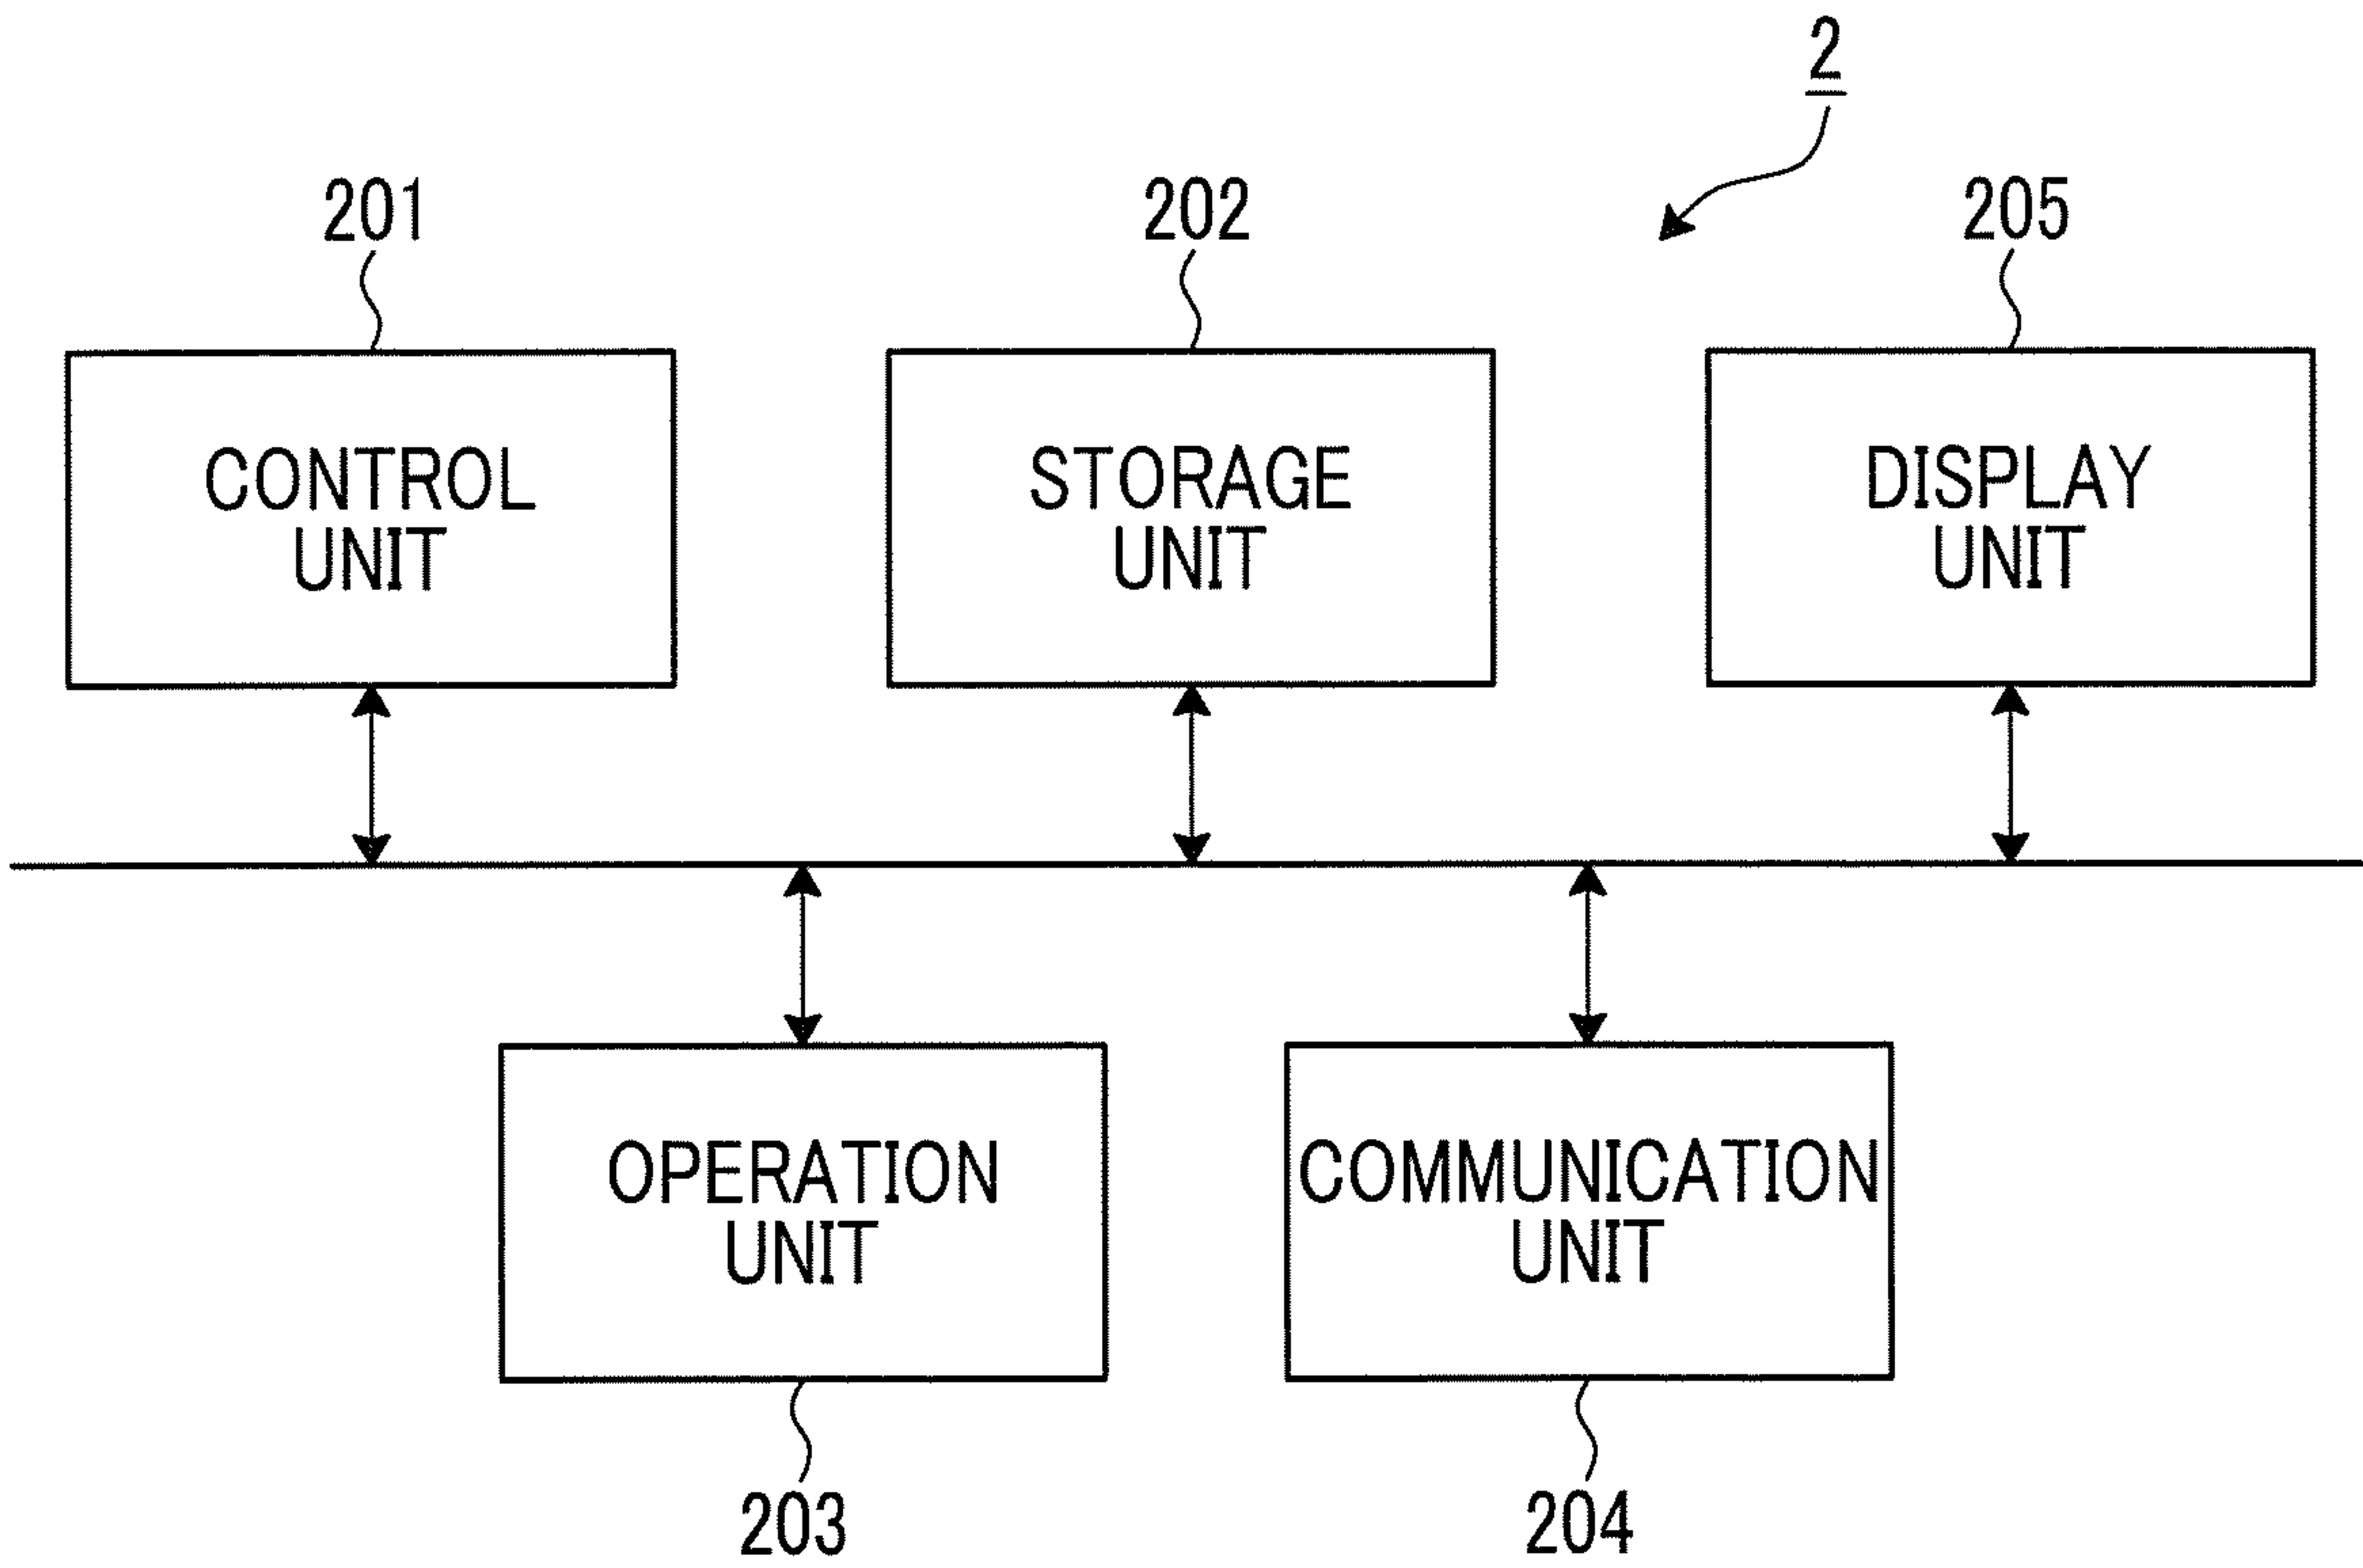 2
201
202
205
CONTROL
UNIT
STORAGE
UNIT
DISPLAY
UNIT
OPERATION
UNIT
COMMUNICATION
UNIT
203
204